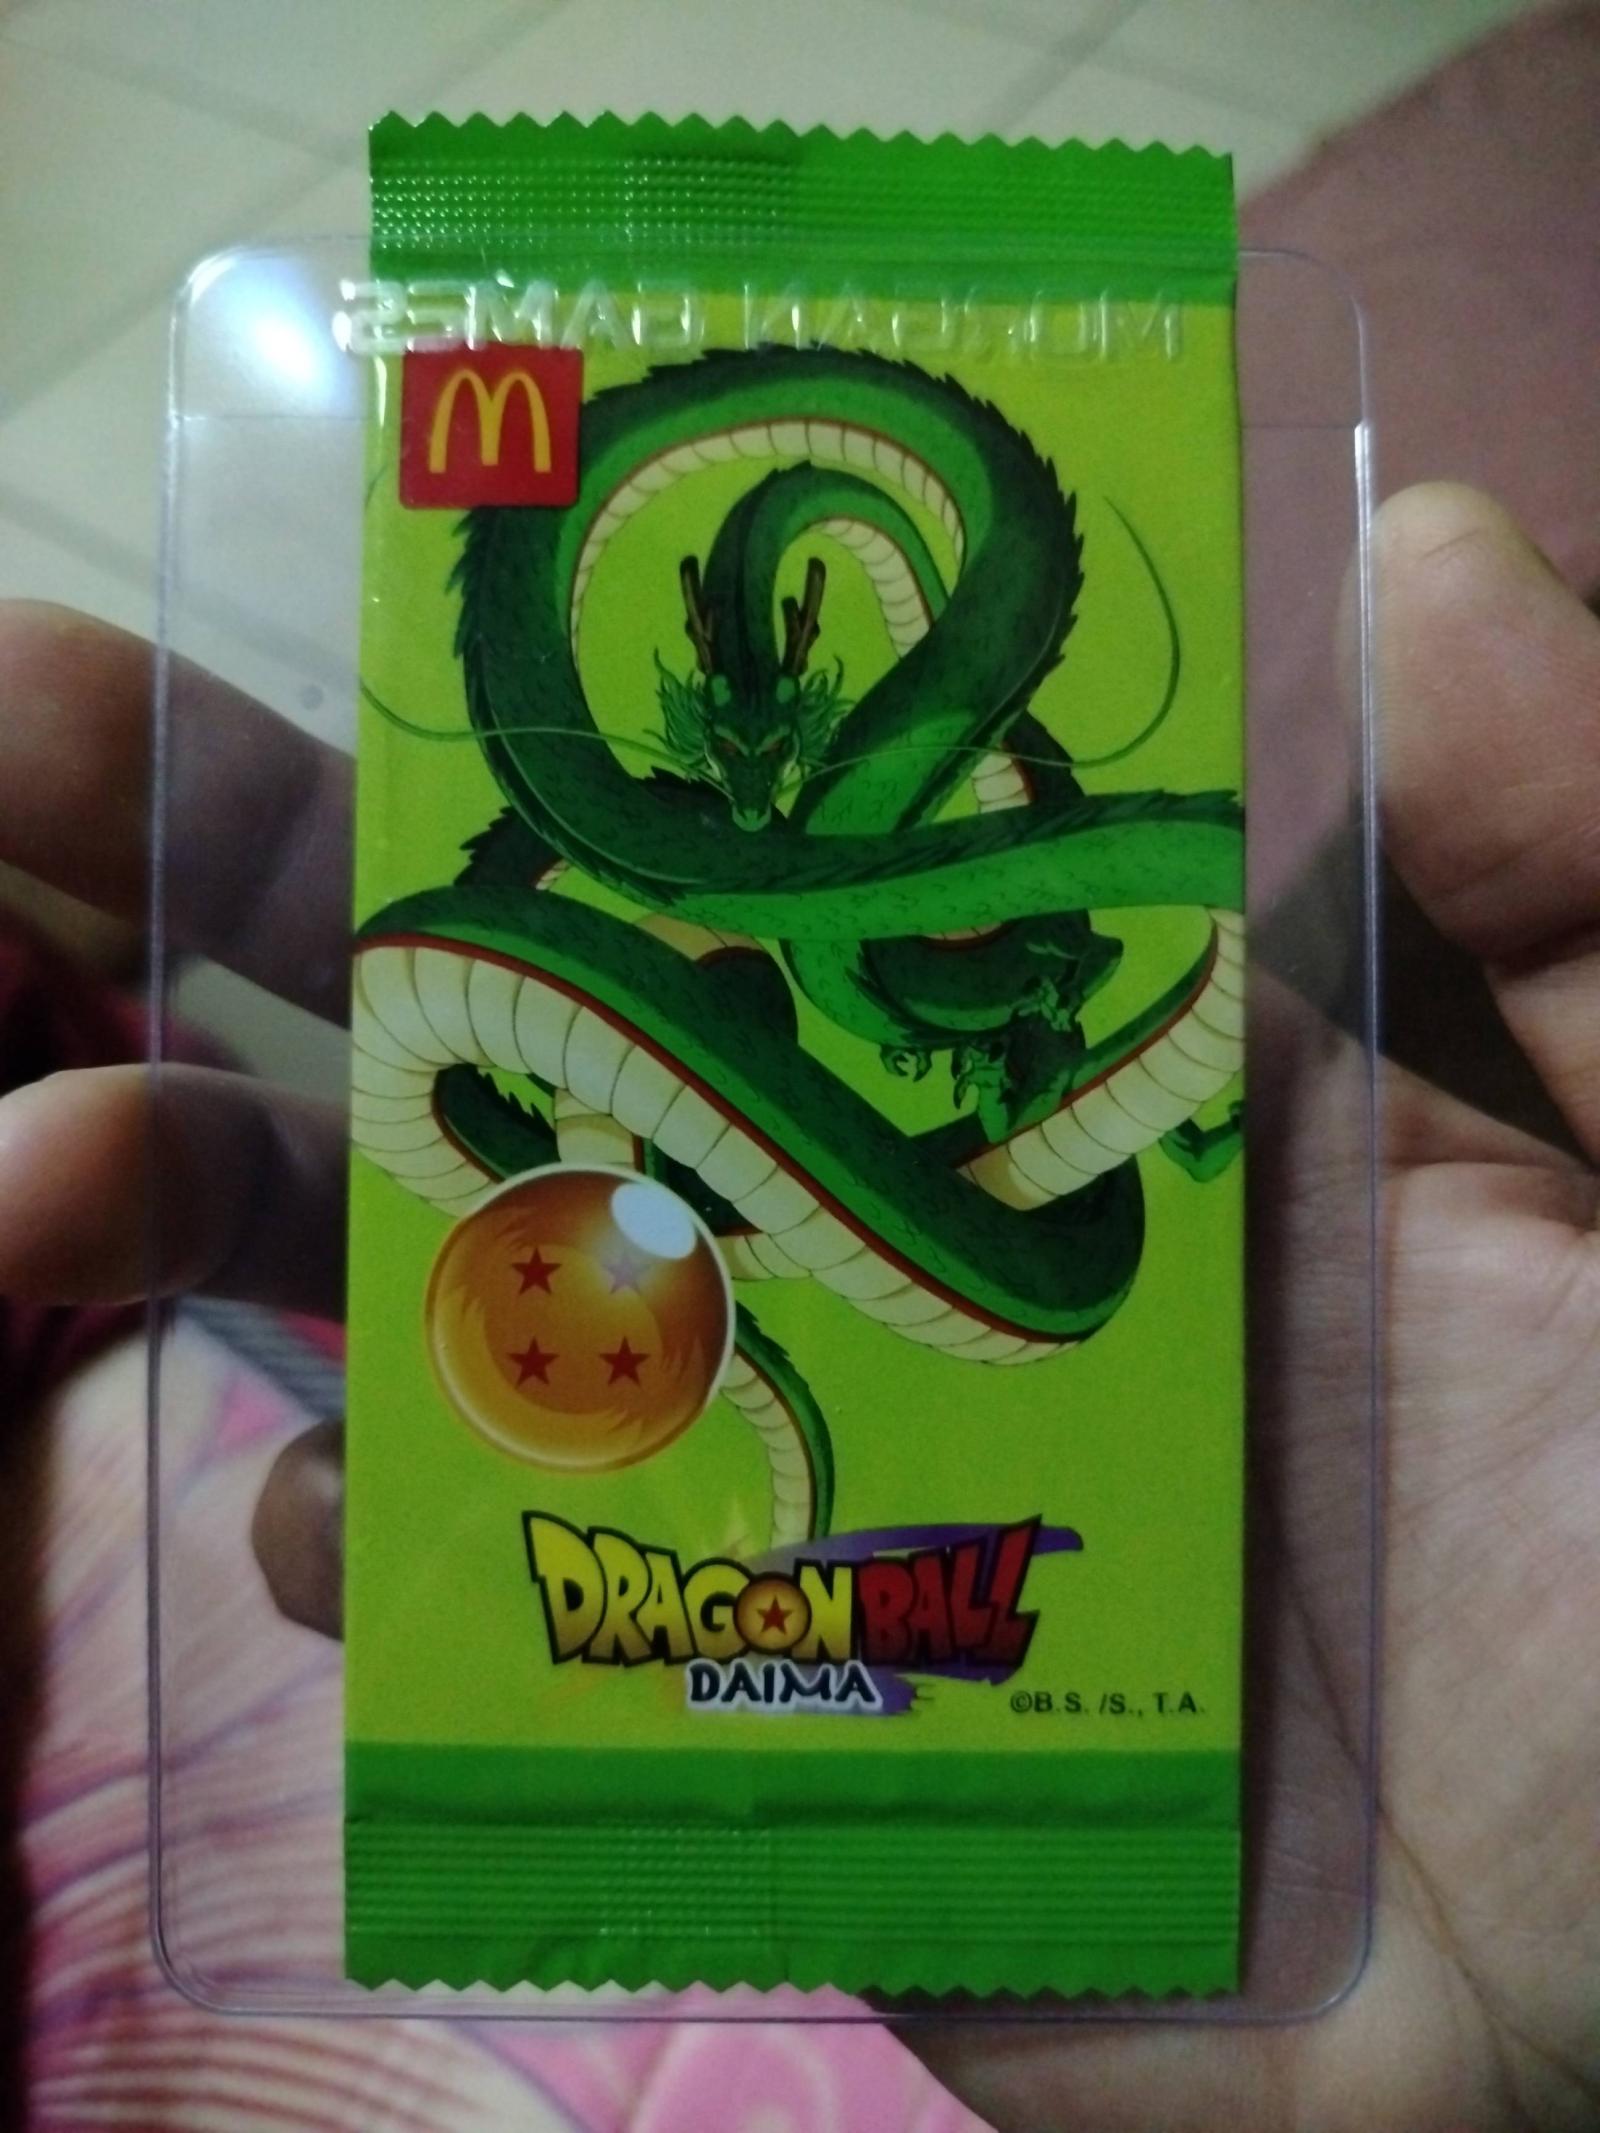 MORGAN GAMES
M
DRAGON BALL
DAIMA
©B.S. /S., T.A.